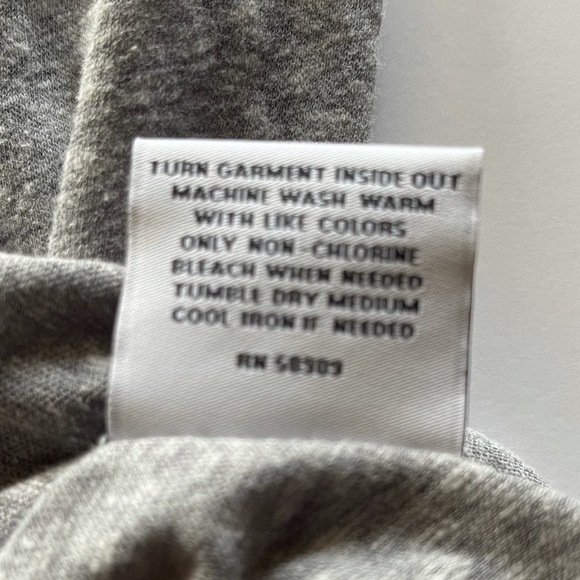 TURN GARMENT INSIDE OUT
MACHINE WASH WARM
WITH LIKE COLORS
ONLY NON-CHLORINE
BLEACH WHEN NEEDED
TUMBLE DRY MEDIUM
COOL IRON IF NEEDED
RN 58309